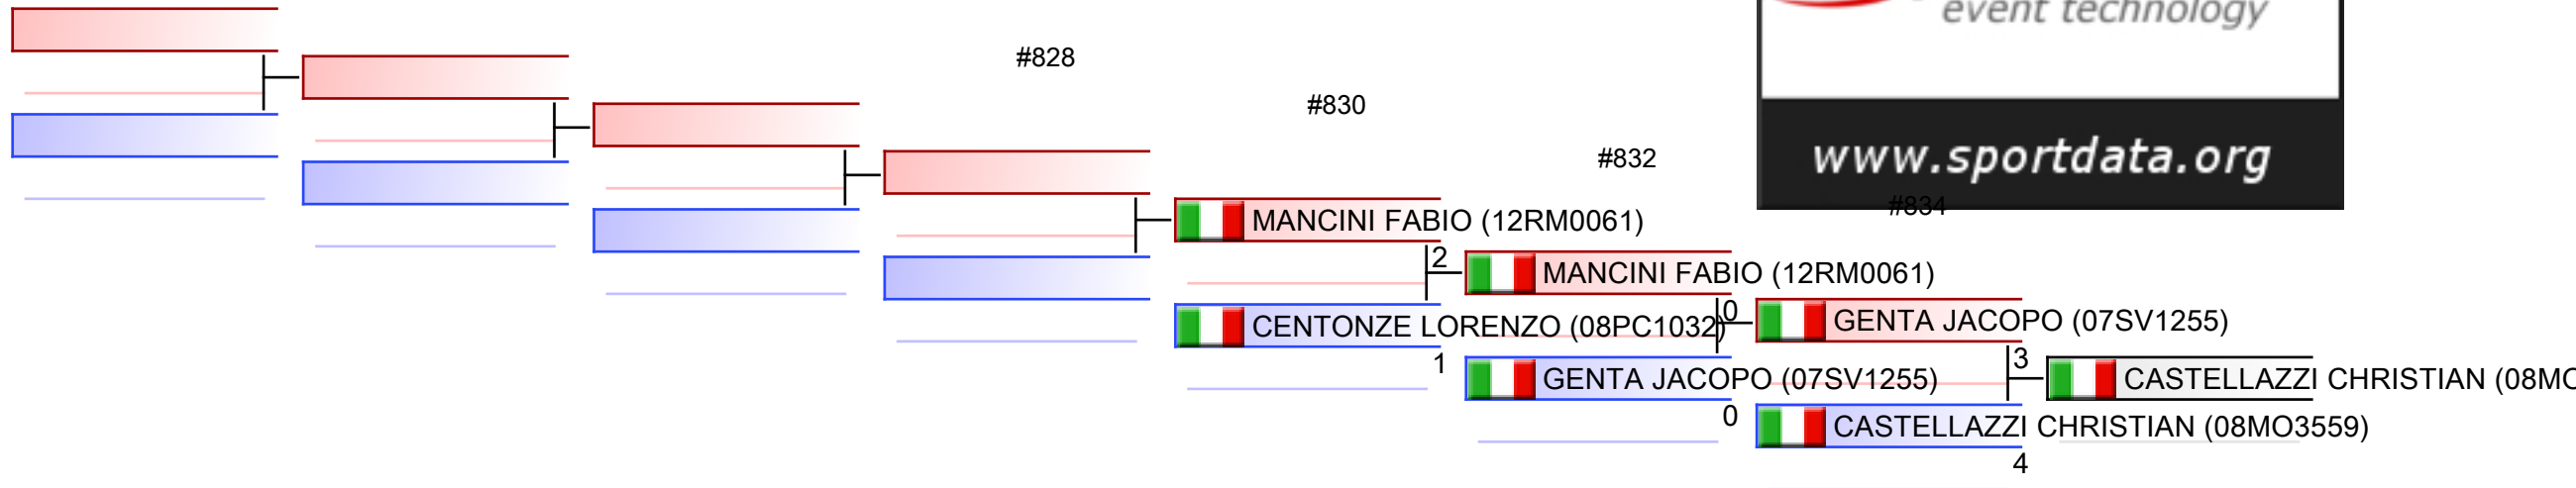 event technology
#828
#830
www.sportdata.org
#832
#834
MANCINI FABIO (12RM0061)
2
MANCINI FABIO (12RM0061)
0
CENTONZE LORENZO (08PC1032)
GENTA JACOPO (07SV1255)
1
3
GENTA JACOPO (07SV1255)
CASTELLAZZI CHRISTIAN (08MO
0
CASTELLAZZI CHRISTIAN (08MO3559)
4